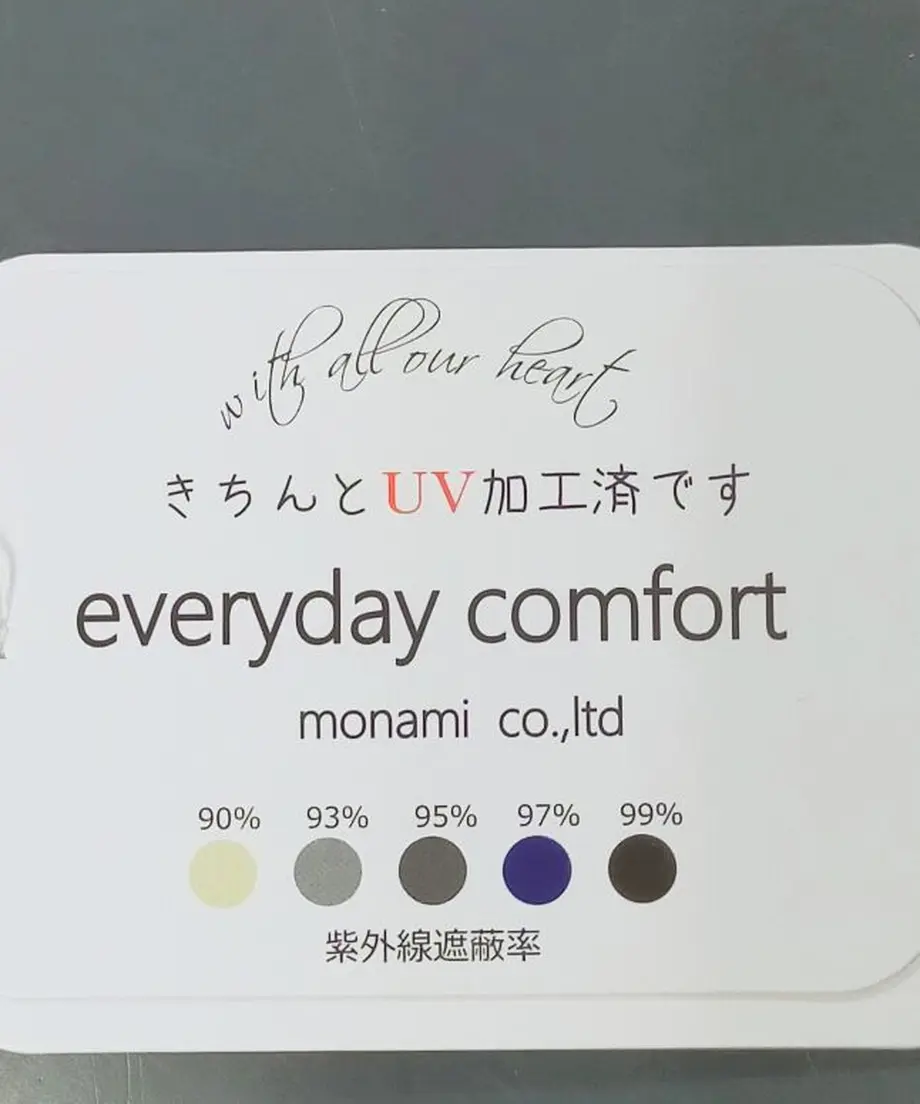 with all our heart
きちんとUV加工済です
everyday comfort
monami co.,ltd
90% 93% 95% 97% 99%
紫外線遮蔽率